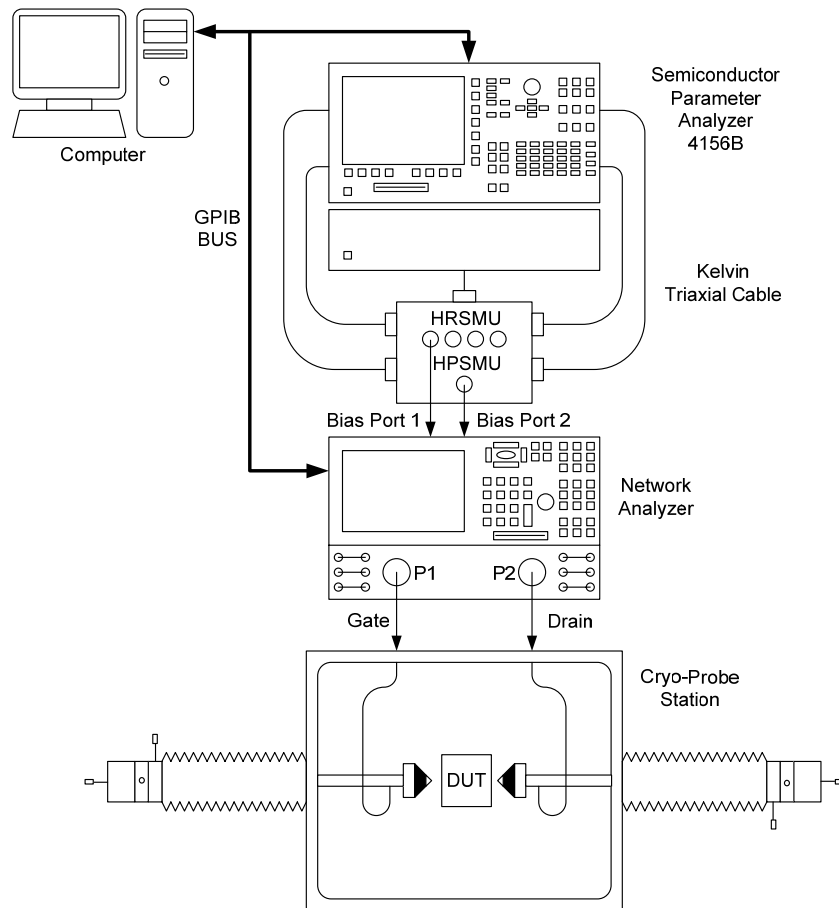 Computer
Semiconductor
Parameter
Analyzer
4156B
GPIB
BUS
Kelvin
Triaxial Cable
HRSMU
HPSMU
Bias Port 1
Bias Port 2
Network
Analyzer
P1
P2
Gate
Drain
Cryo-Probe
Station
DUT